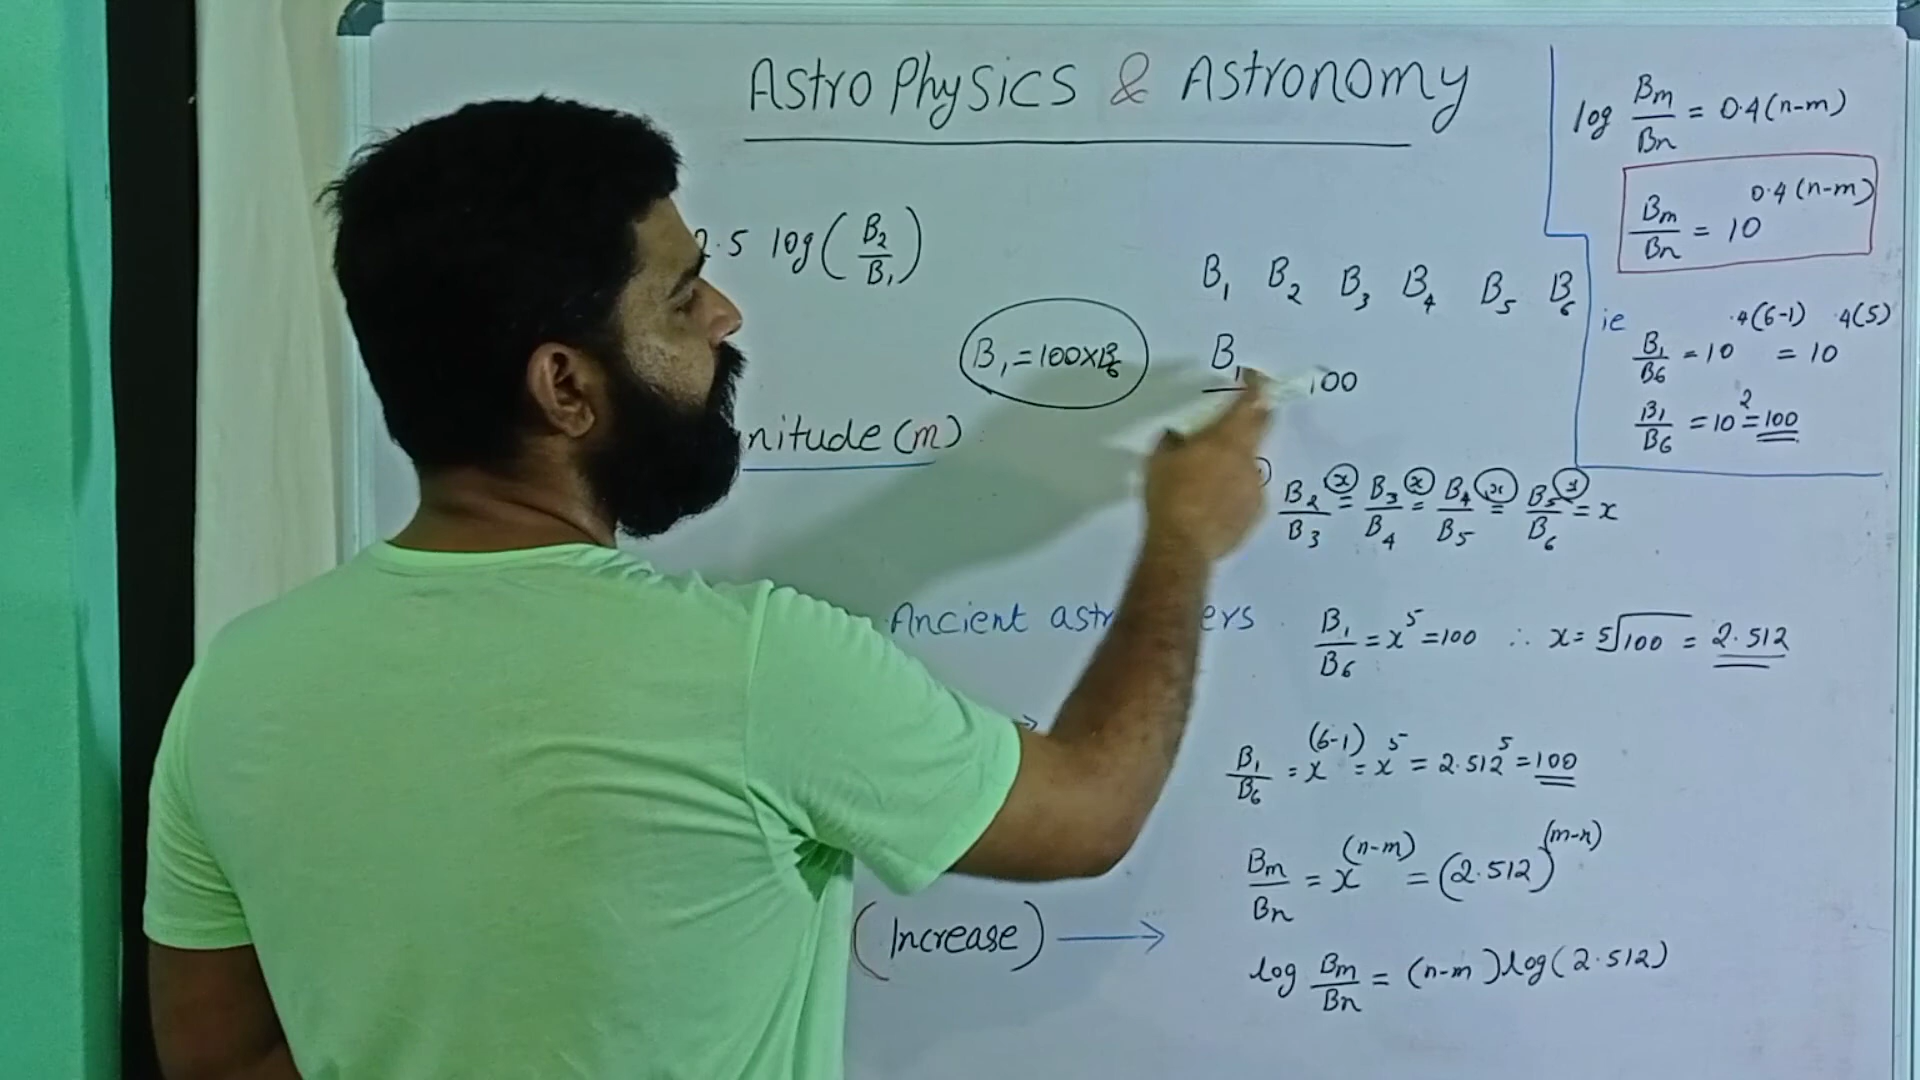 AstroPhysics & Astronomy
2.5 log(B₂/B₁)
B₁ B₂ B₃ B₄ B₅ B₆
B₁=100×B₆
B₁ 100
nitude (m)
B₂/B₃ ⓧ= B₃/B₄ ⓧ= B₄/B₅ ⓧ= B₅/B₆ ⓧ= x
Ancient astr ers
B₁/B₆ = x⁵ = 100 ∴ x = ⁵√100 = 2.512
B₁/B₆ = x^(6-1) = x⁵ = 2.512⁵ = 100
Bm/Bn = x^(n-m) = (2.512)^(m-n)
(Increase) →
log Bm/Bn = (n-m) log(2.512)
log Bm/Bn = 0.4(n-m)
Bm/Bn = 10^0.4(n-m)
ie
B₁/B₆ = 10^.4(6-1) = 10^.4(5)
B₁/B₆ = 10² = 100